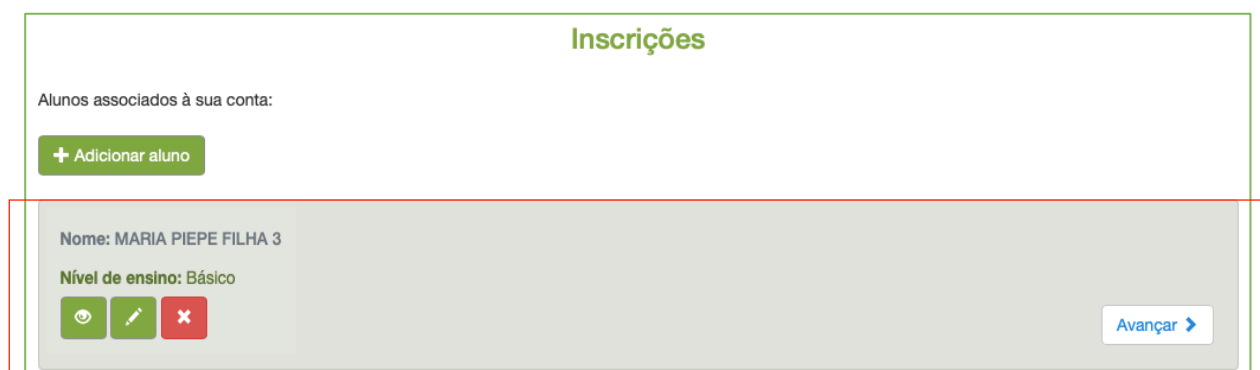 Inscrições
Alunos associados à sua conta:
Adicionar aluno
Nome: MARIA PIEPE FILHA 3
Nível de ensino: Básico
Avançar